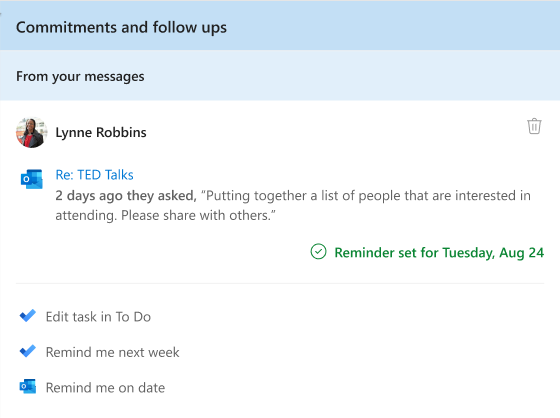 Commitments and follow ups
From your messages
Lynne Robbins
Re: TED Talks
2 days ago they asked, “Putting together a list of people that are interested in
attending. Please share with others.”
Reminder set for Tuesday, Aug 24
Edit task in To Do
Remind me next week
Remind me on date